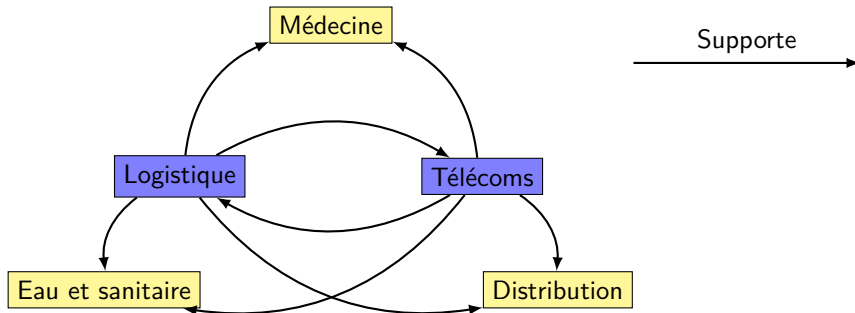 Médecine
Supporte
Logistique
Télécoms
Eau et sanitaire
Distribution